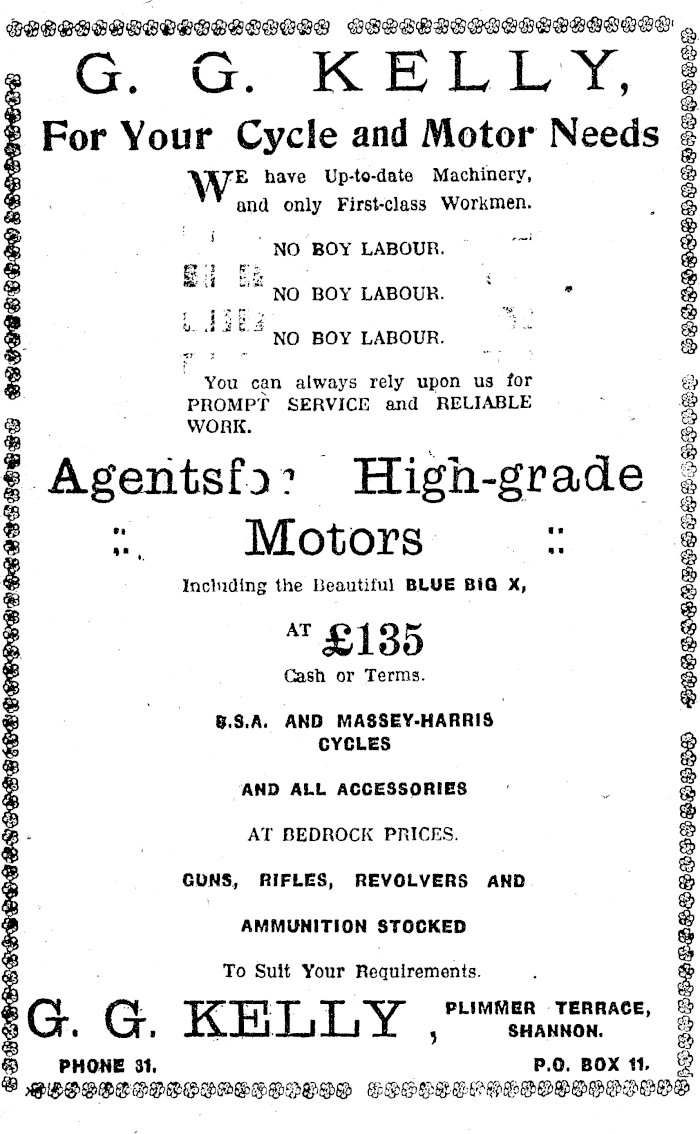 G. G. KELLY,
For Your Cycle and Motor Needs
WE have Up-to-date Machinery,
and only First-class Workmen.
NO BOY LABOUR.
NO BOY LABOUR.
NO BOY LABOUR.
You can always rely upon us for
PROMPT SERVICE and RELIABLE
WORK.
Agents for High-grade
:: Motors ::
Including the Beautiful BLUE BIG X,
AT £135
Cash or Terms.
B.S.A. AND MASSEY-HARRIS
CYCLES
AND ALL ACCESSORIES
AT BEDROCK PRICES.
GUNS, RIFLES, REVOLVERS AND
AMMUNITION STOCKED
To Suit Your Requirements.
G. G. KELLY, PLIMMER TERRACE,
SHANNON.
PHONE 31. P.O. BOX 11.